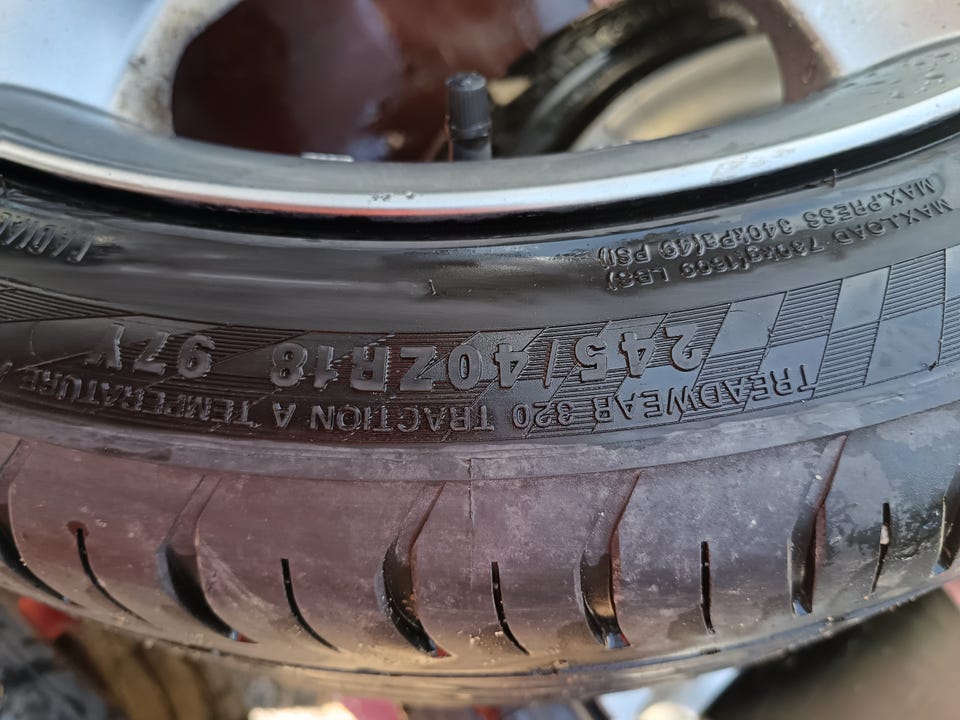 TREADWEAR 320 TRACTION A TEMPERATURE
245/40ZR18 97Y
MAX.LOAD 730kg(1609 LBS)
MAX.PRESS 340kPa(49 PSI)